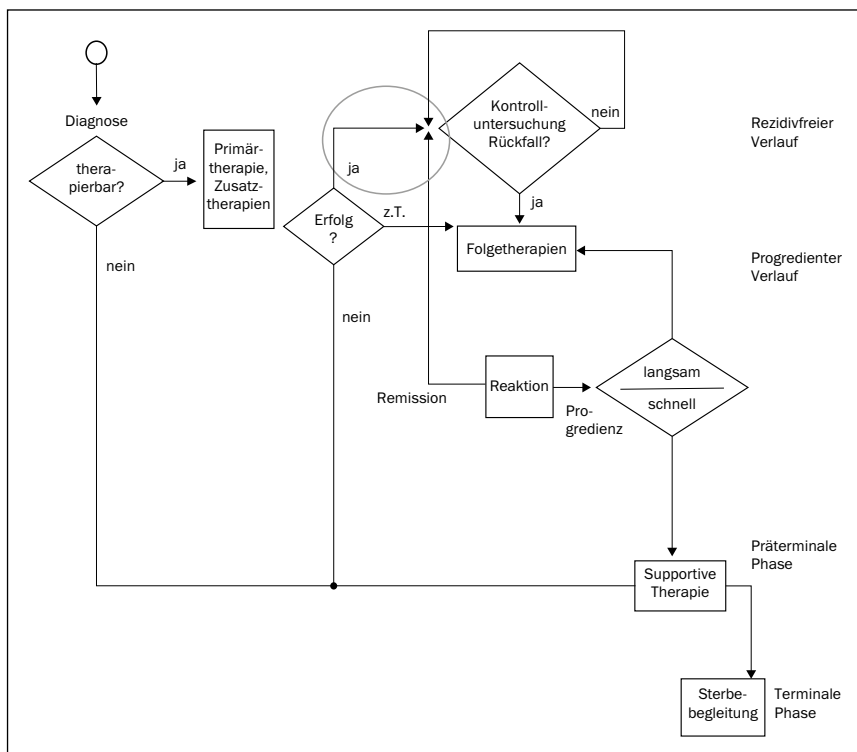 Diagnose
thera-
pierbar?
ja
nein
Primär-
therapie,
Zusatz-
therapien
Erfolg
?
ja
z.T.
nein
Kontroll-
untersuchung
Rückfall?
nein
ja
Folgetherapien
Reaktion
Remission
Pro-
gredienz
langsam
schnell
Supportive
Therapie
Sterbe-
begleitung
Rezidivfreier
Verlauf
Progredienter
Verlauf
Präterminale
Phase
Terminale
Phase